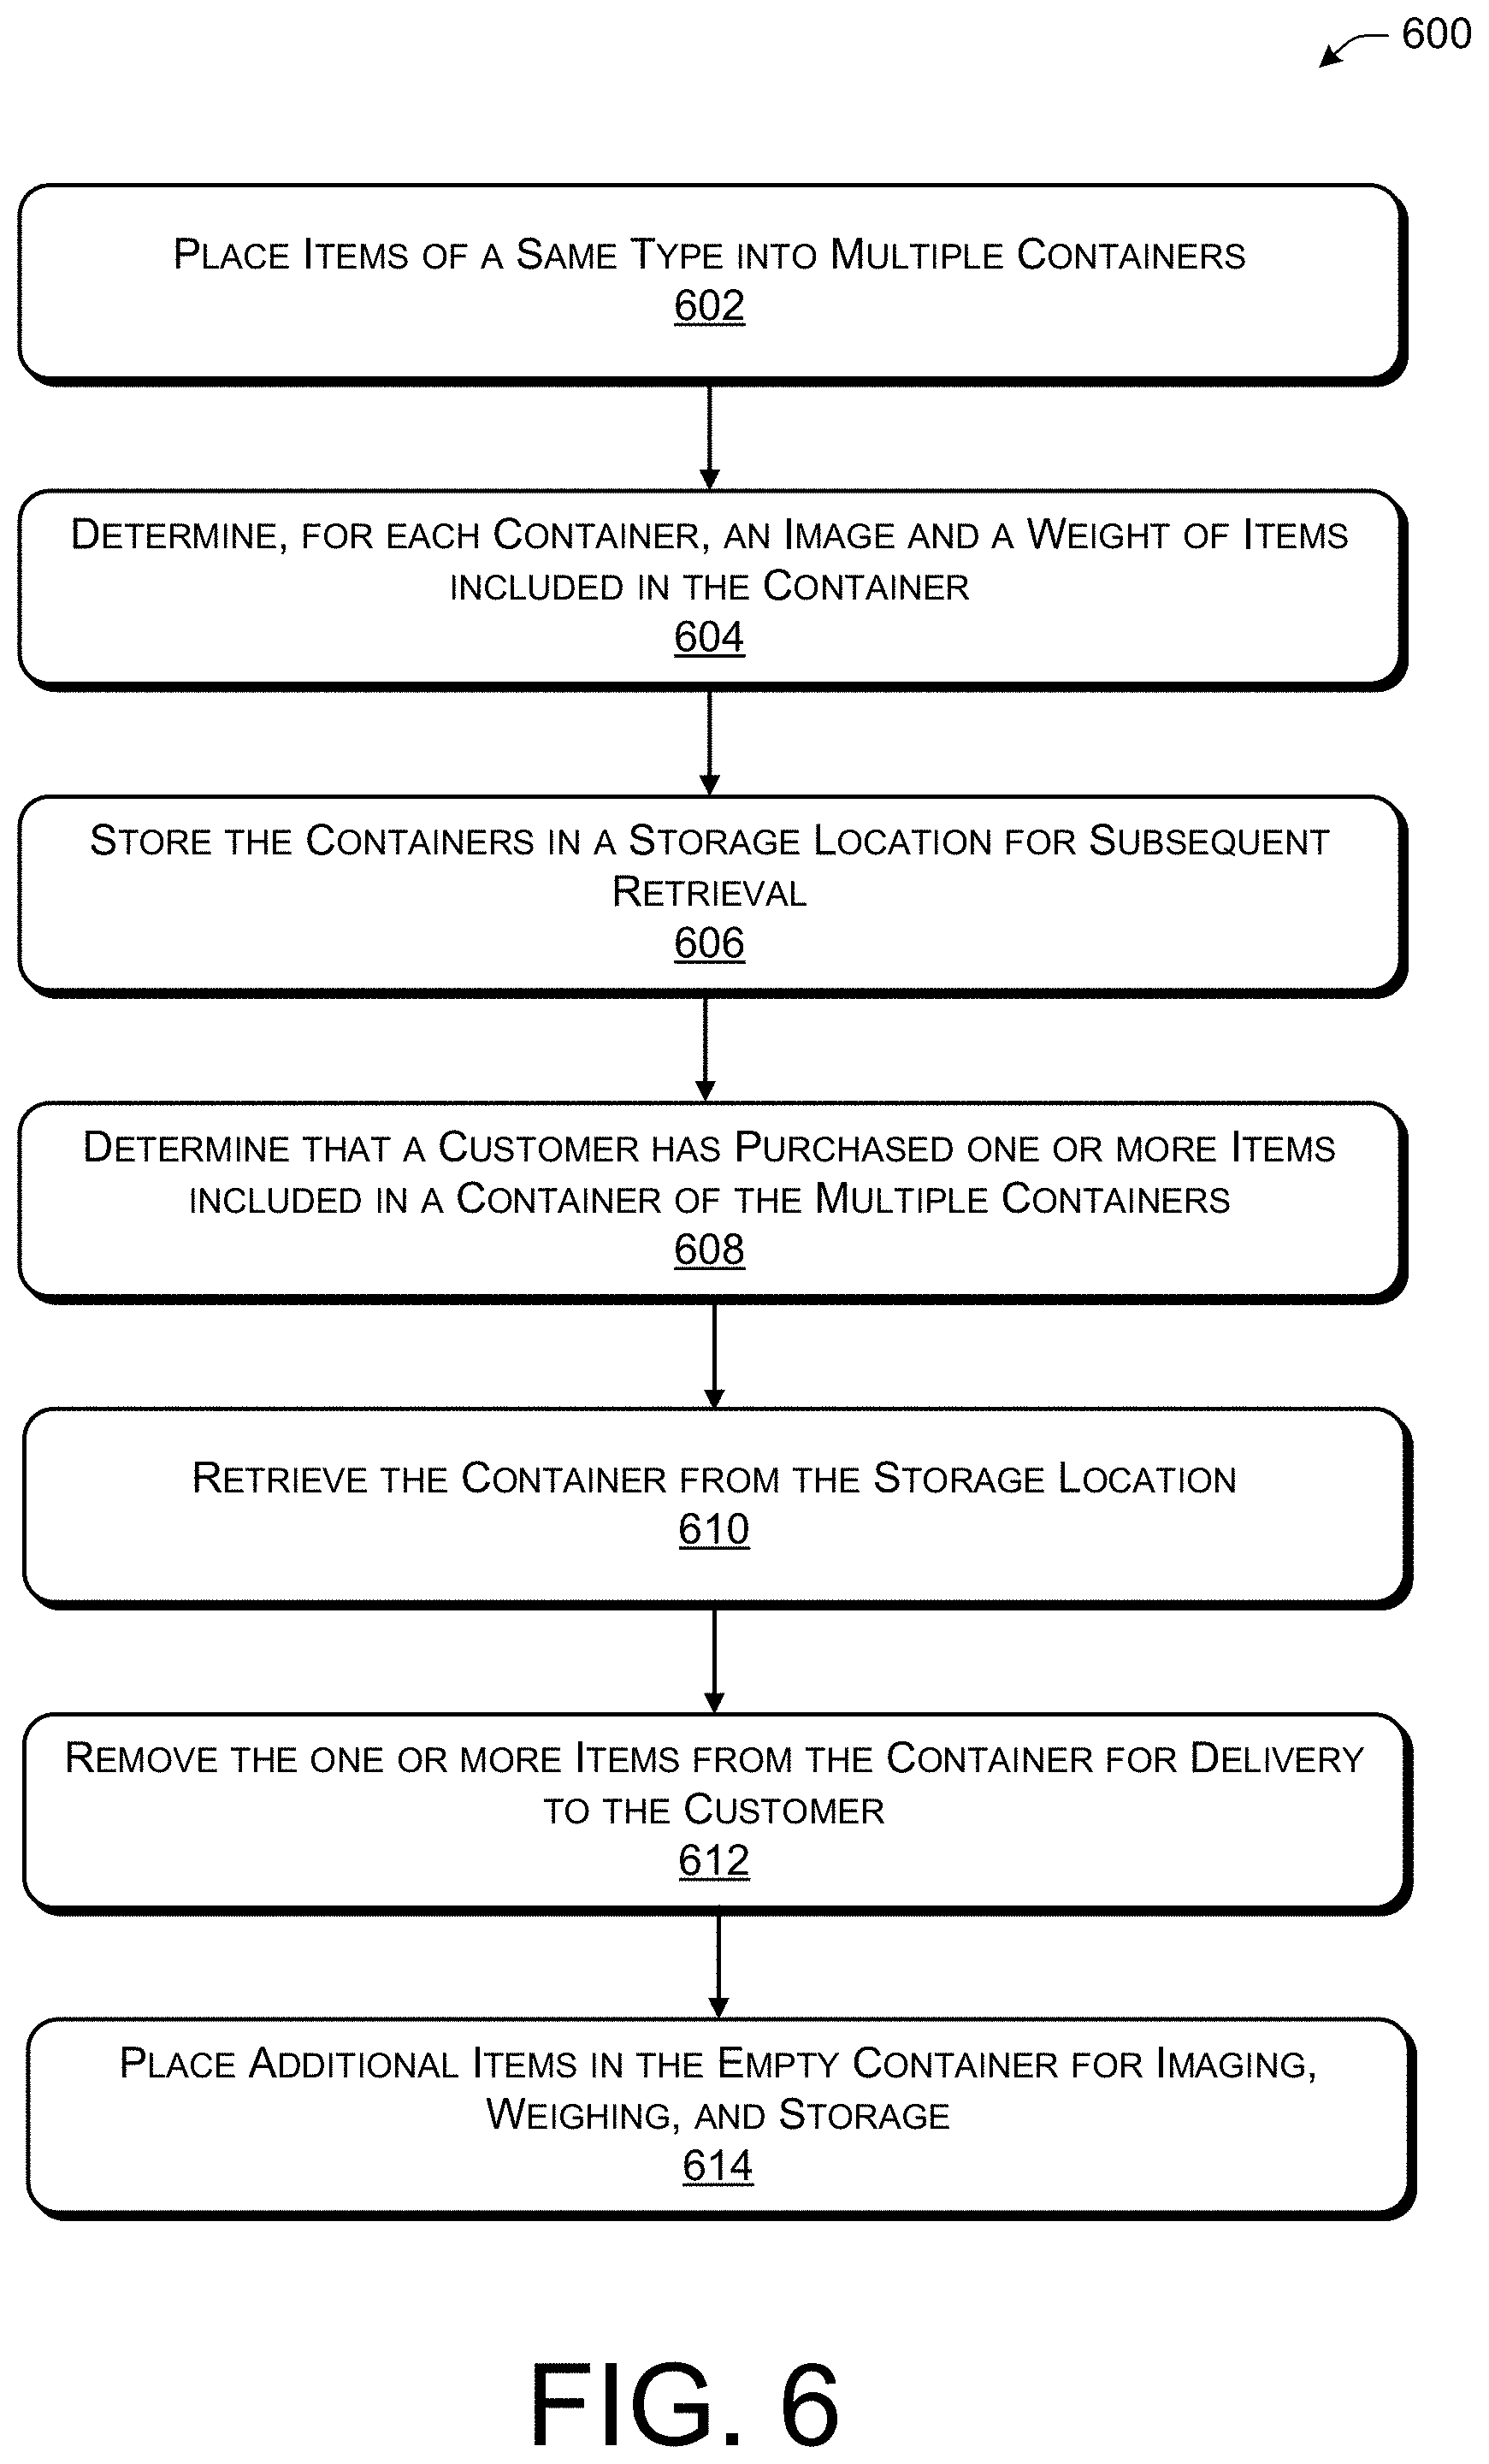 600
PLACE ITEMS OF A SAME TYPE INTO MULTIPLE CONTAINERS
602
DETERMINE, FOR EACH CONTAINER, AN IMAGE AND A WEIGHT OF ITEMS
INCLUDED IN THE CONTAINER
604
STORE THE CONTAINERS IN A STORAGE LOCATION FOR SUBSEQUENT
RETRIEVAL
606
DETERMINE THAT A CUSTOMER HAS PURCHASED ONE OR MORE ITEMS
INCLUDED IN A CONTAINER OF THE MULTIPLE CONTAINERS
608
RETRIEVE THE CONTAINER FROM THE STORAGE LOCATION
610
REMOVE THE ONE OR MORE ITEMS FROM THE CONTAINER FOR DELIVERY
TO THE CUSTOMER
612
PLACE ADDITIONAL ITEMS IN THE EMPTY CONTAINER FOR IMAGING,
WEIGHING, AND STORAGE
614
FIG. 6